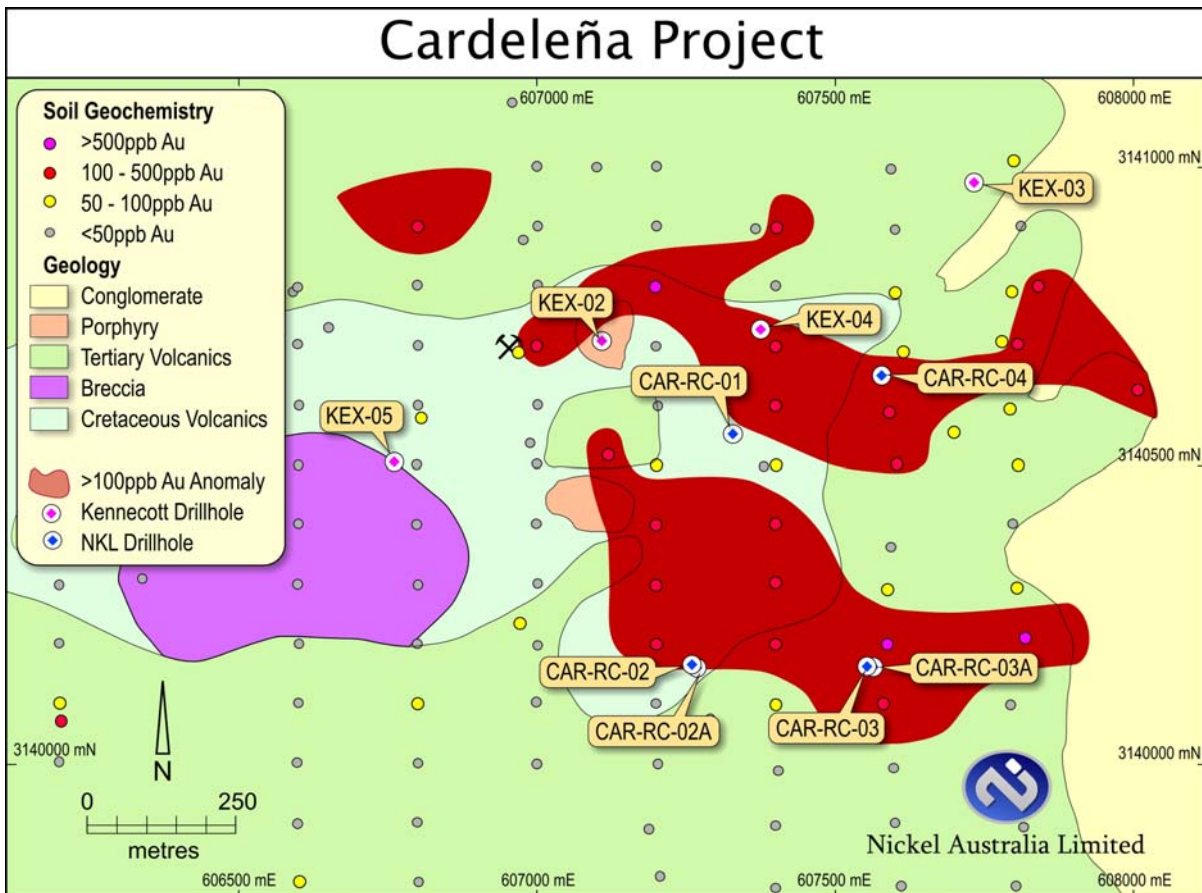 Cardeleña Project
607000 mE
607500 mE
608000 mE
Soil Geochemistry
>500ppb Au
100 - 500ppb Au
50 - 100ppb Au
<50ppb Au
Geology
Conglomerate
Porphyry
Tertiary Volcanics
Breccia
Cretaceous Volcanics
>100ppb Au Anomaly
Kennecott Drillhole
NKL Drillhole
3141000 mN
KEX-03
KEX-02
KEX-04
CAR-RC-01
CAR-RC-04
KEX-05
3140500 mN
CAR-RC-02
CAR-RC-03A
CAR-RC-02A
CAR-RC-03
3140000 mN
3140000 mN
N
0 250
metres
Nickel Australia Limited
606500 mE
607000 mE
607500 mE
608000 mE